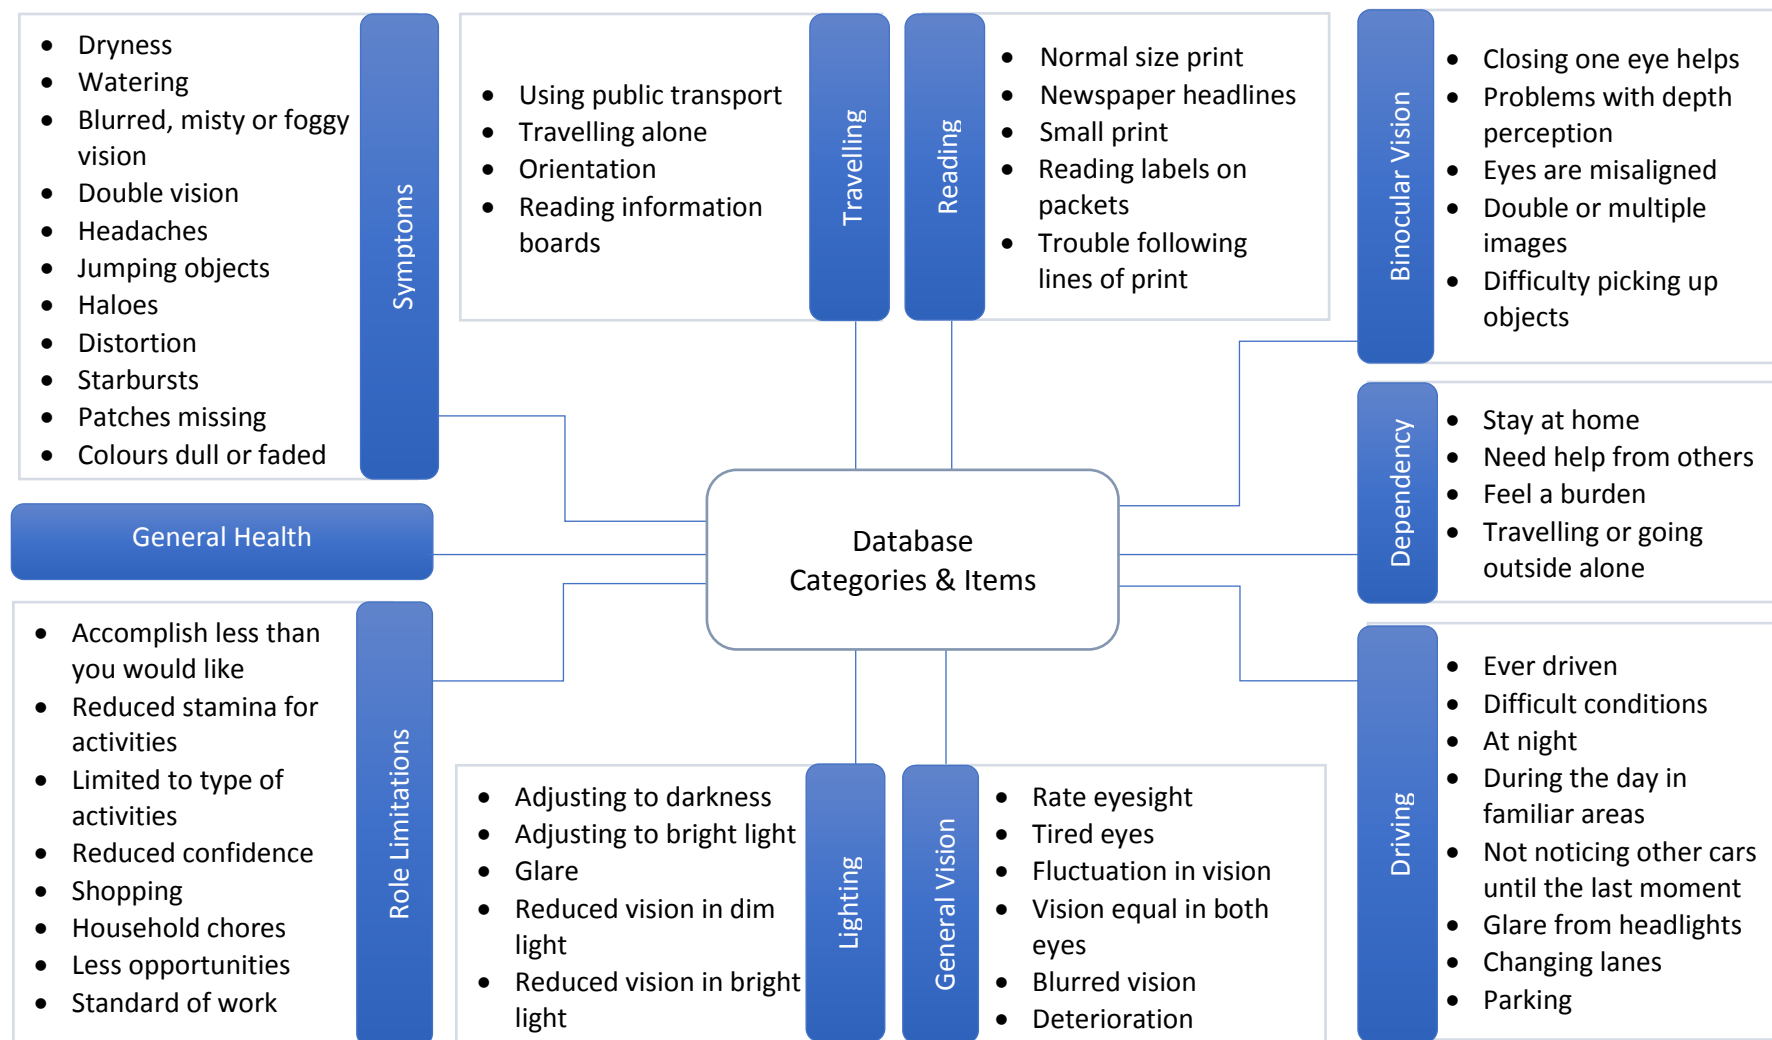 Symptoms
• Dryness
• Watering
• Blurred, misty or foggy
vision
• Double vision
• Headaches
• Jumping objects
• Haloes
• Distortion
• Starbursts
• Patches missing
• Colours dull or faded
Travelling
• Using public transport
• Travelling alone
• Orientation
• Reading information
boards
Reading
• Normal size print
• Newspaper headlines
• Small print
• Reading labels on
packets
• Trouble following
lines of print
Binocular Vision
• Closing one eye helps
• Problems with depth
perception
• Eyes are misaligned
• Double or multiple
images
• Difficulty picking up
objects
General Health
Database
Categories & Items
Dependency
• Stay at home
• Need help from others
• Feel a burden
• Travelling or going
outside alone
Role Limitations
• Accomplish less than
you would like
• Reduced stamina for
activities
• Limited to type of
activities
• Reduced confidence
• Shopping
• Household chores
• Less opportunities
• Standard of work
Lighting
• Adjusting to darkness
• Adjusting to bright light
• Glare
• Reduced vision in dim
light
• Reduced vision in bright
light
General Vision
• Rate eyesight
• Tired eyes
• Fluctuation in vision
• Vision equal in both
eyes
• Blurred vision
• Deterioration
Driving
• Ever driven
• Difficult conditions
• At night
• During the day in
familiar areas
• Not noticing other cars
until the last moment
• Glare from headlights
• Changing lanes
• Parking